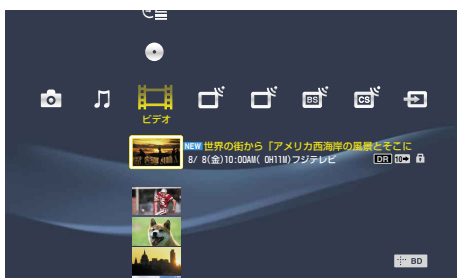 BS
CS
ビデオ
NEW 世界の街から「アメリカ西海岸の風景とそこに
8/ 8(金)10:00AM( 0H11M)フジテレビ DR 10
BD